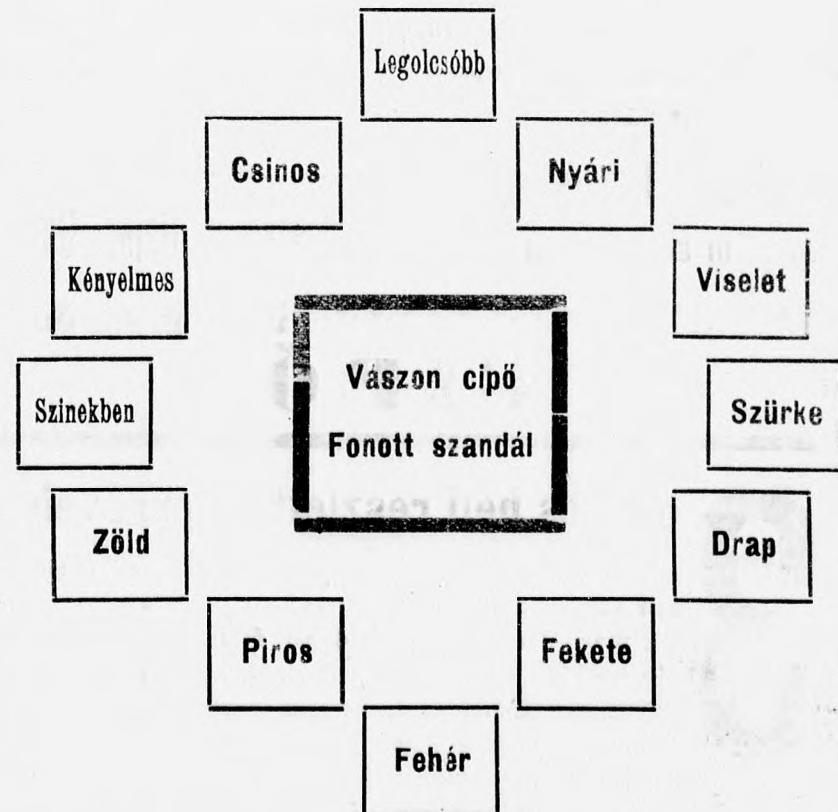 Legolcsóbb
Csinos
Nyári
Kényelmes
Viselet
Vászon cipő
Fonott szandál
Szinekben
Szürke
Zöld
Drap
Piros
Fekete
Fehér